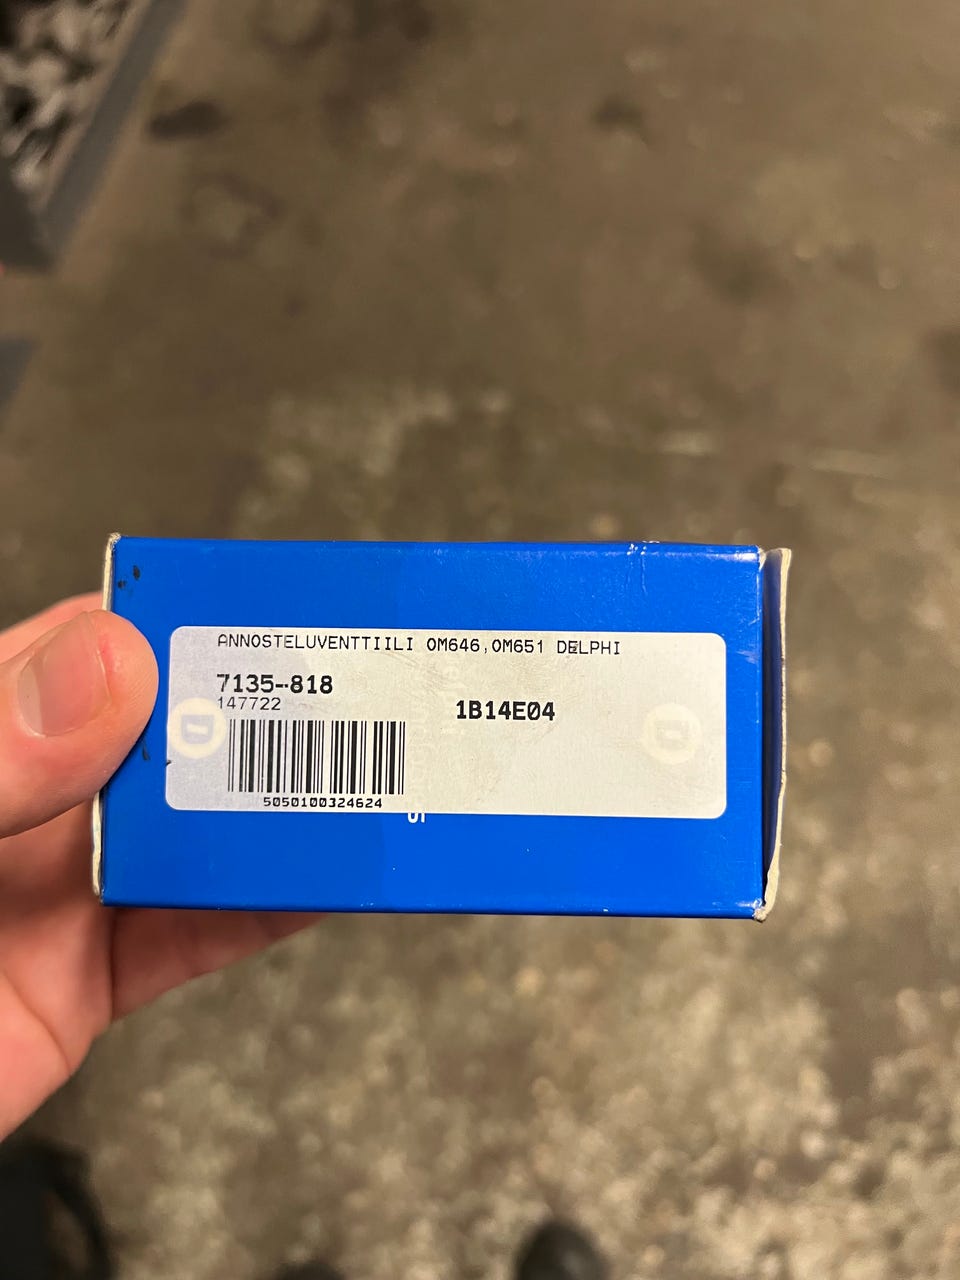 ANNOSTELUVENTTIILI OM646,OM651 DELPHI
7135-818
147722
1B14E04
5050100324624